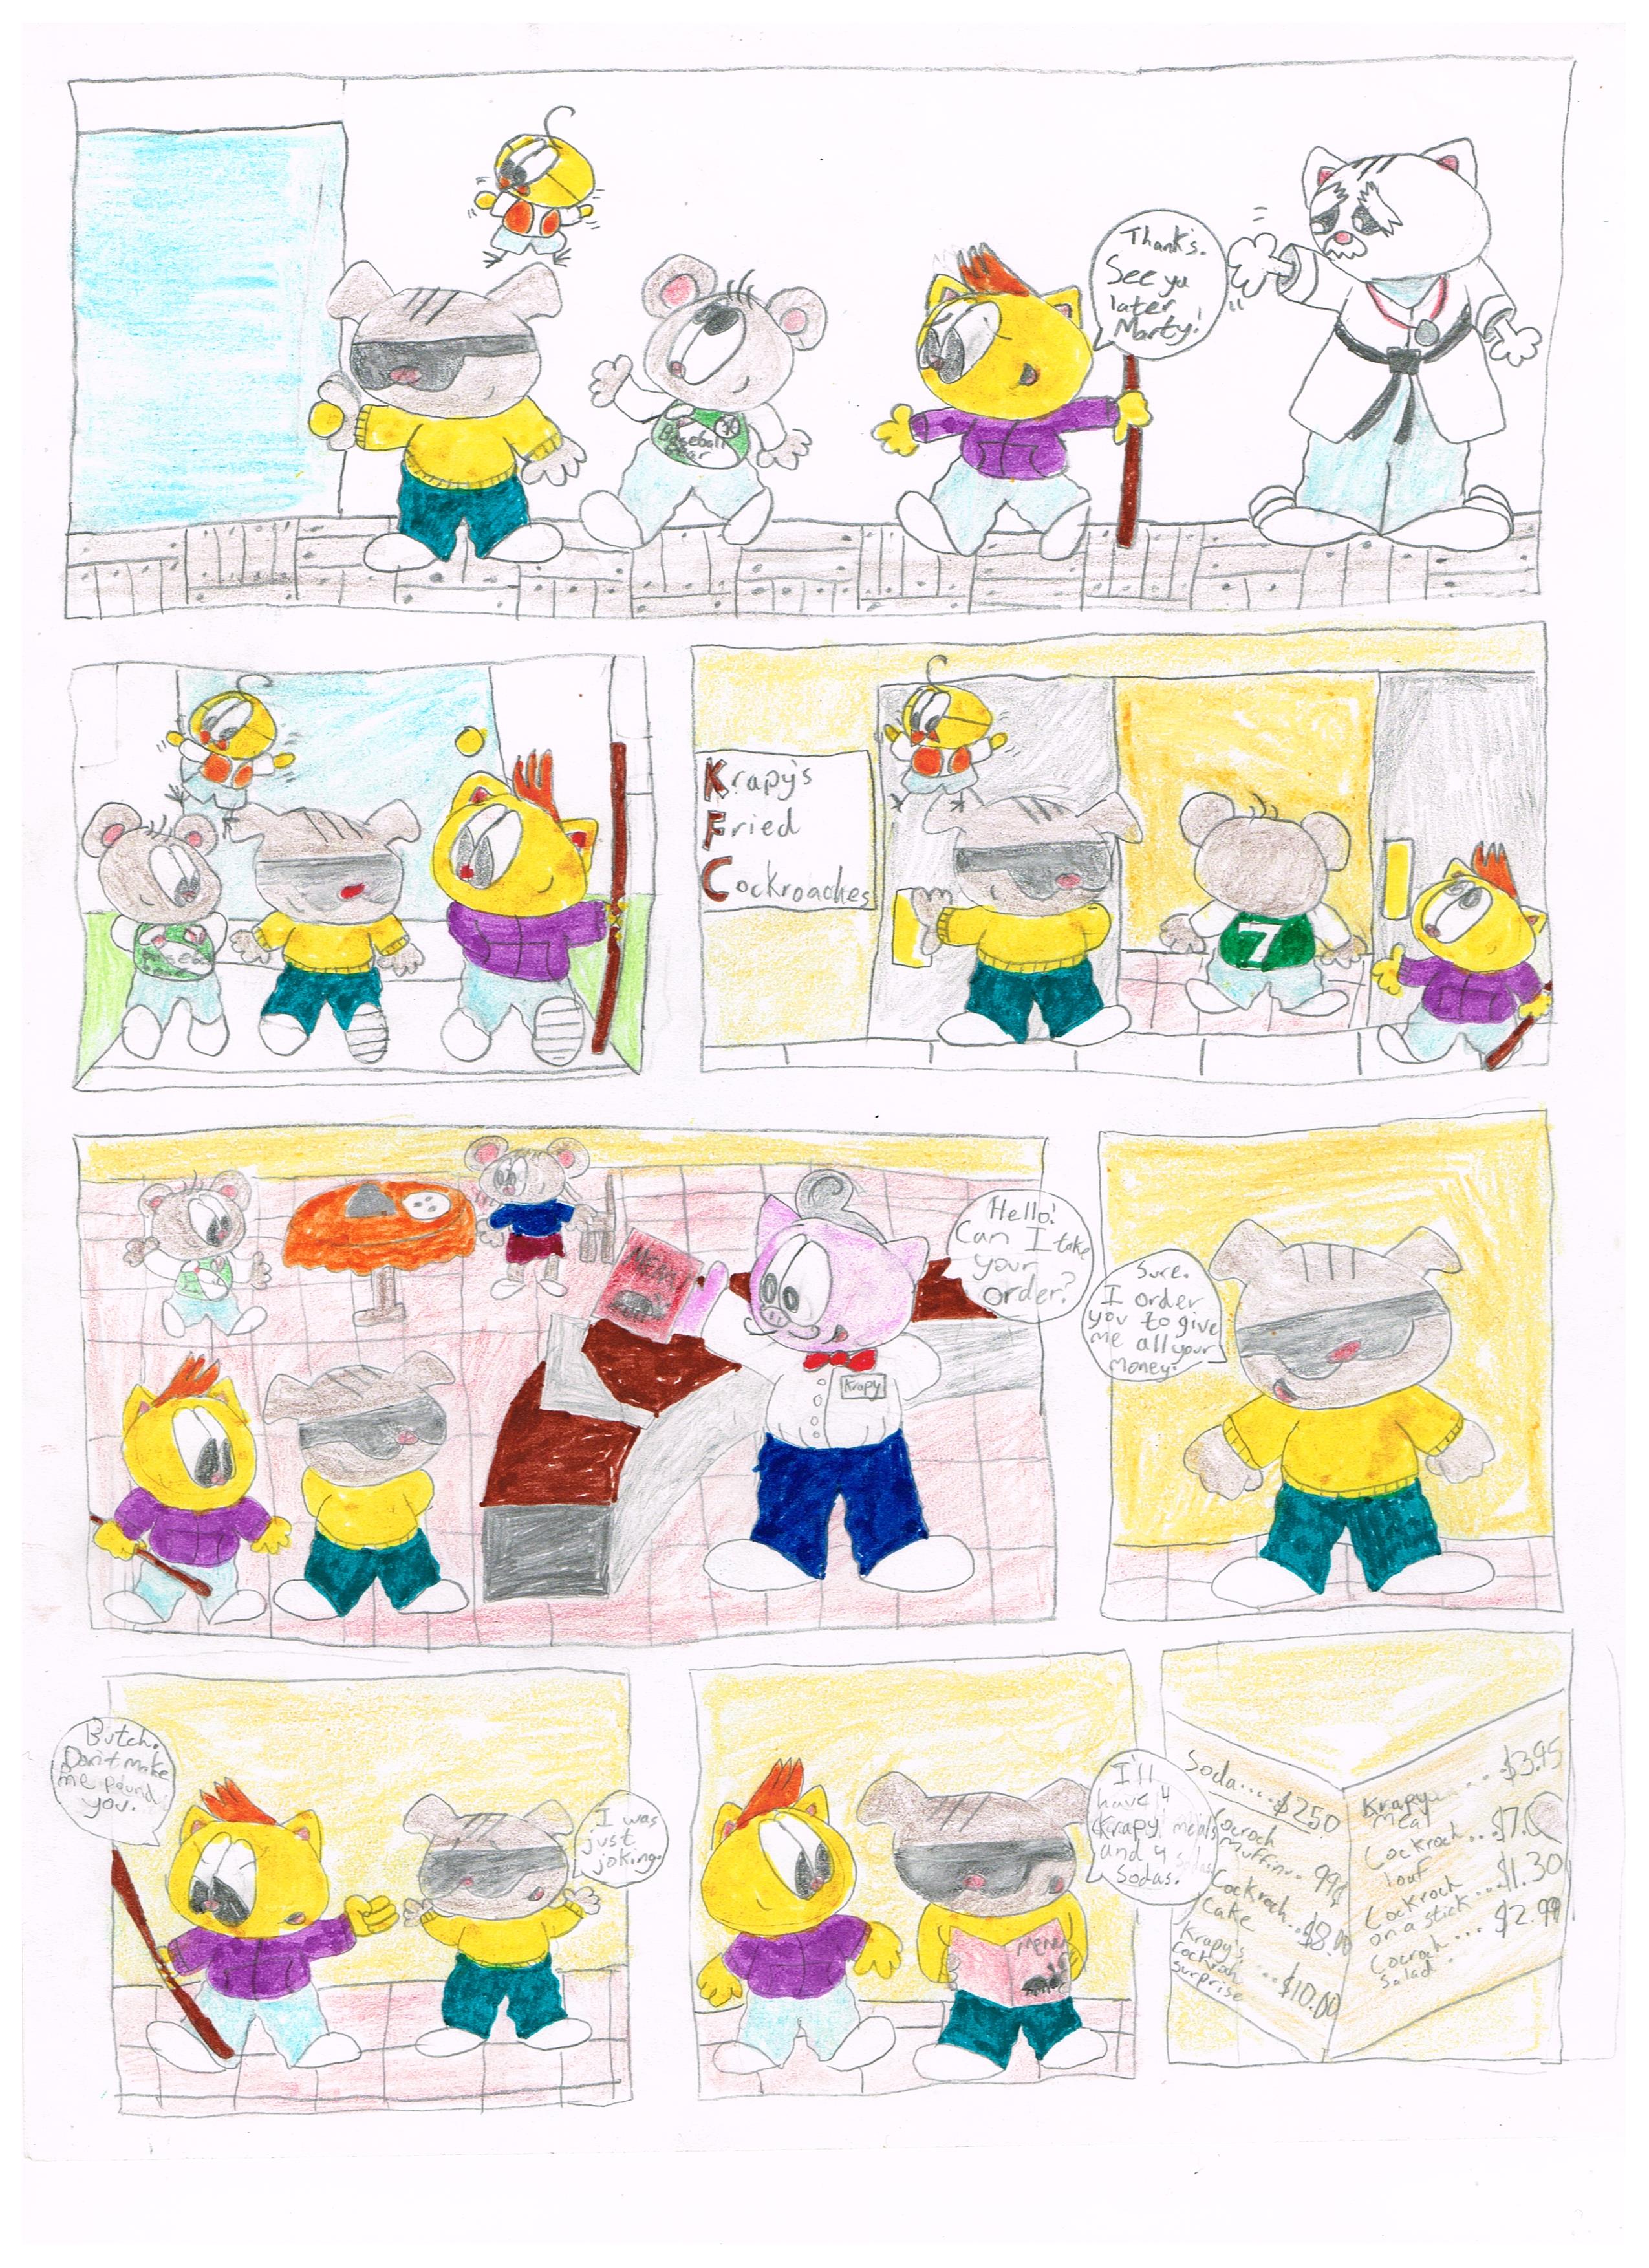 Thanks.
See ya
later
Marty!
Baseball
Krapy's
Fried
Cockroaches
7
MENU
Hello!
Can I take
your
order?
Krapy
Sure.
I order
you to give
me all your
money.
Butch.
Don't make
me pound
you.
I was
just
joking.
I'll
have 4
Krapy meals
and 4 sodas
Sodas.
MENU
Soda....$2.50
Cocroch
muffin.. 99¢
Cockroch..$8.00
Cake
Krapy's
Cockroch
surprise ...$10.00
Krapy ... $3.95
meal
Cockroch...$7.00
loaf
Cockroch
on a stick...$1.30
Cocroch ... $2.99
Salad.